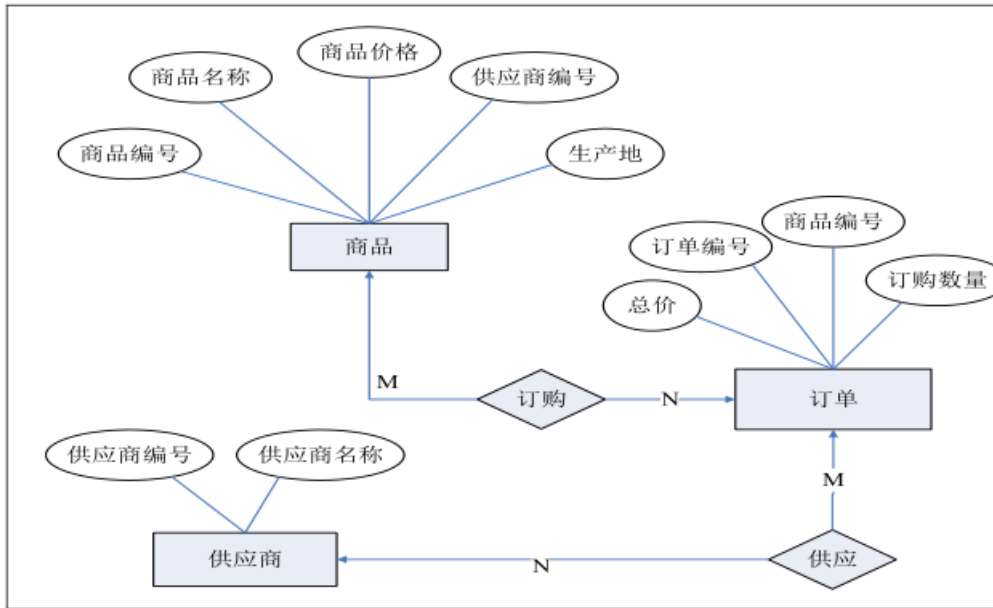 商品价格
商品名称
供应商编号
商品编号
生产地
商品
商品编号
订单编号
订购数量
总价
M
订购
N
订单
供应商编号
供应商名称
M
供应商
N
供应